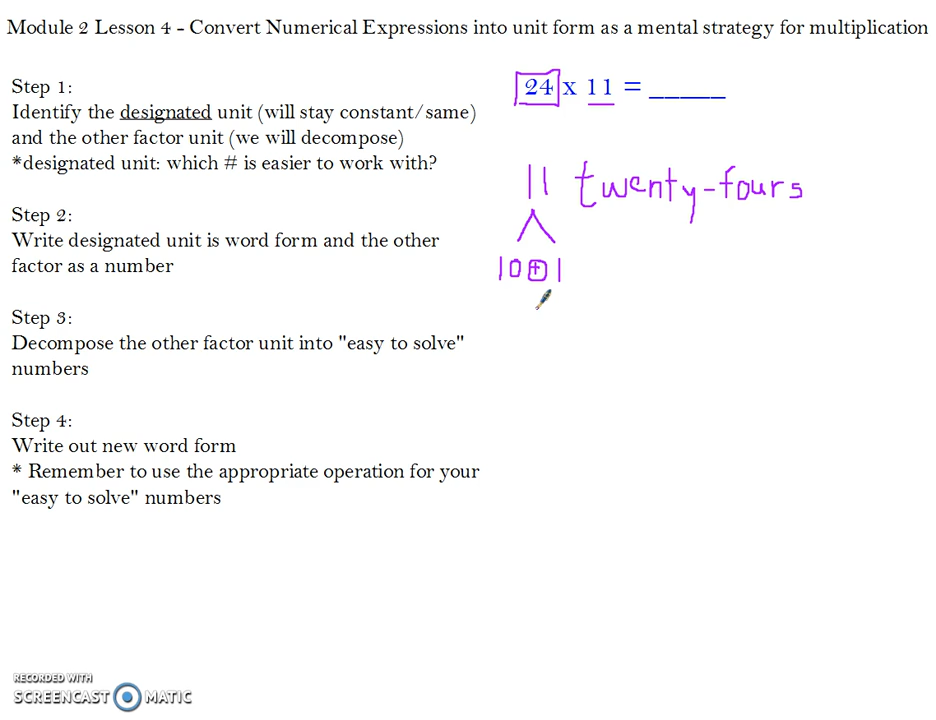 Module 2 Lesson 4 - Convert Numerical Expressions into unit form as a mental strategy for multiplication
Step 1:
Identify the designated unit (will stay constant/same)
and the other factor unit (we will decompose)
*designated unit: which # is easier to work with?
Step 2:
Write designated unit is word form and the other
factor as a number
Step 3:
Decompose the other factor unit into "easy to solve"
numbers
Step 4:
Write out new word form
* Remember to use the appropriate operation for your
"easy to solve" numbers
24 x 11 = ______
11 twenty-fours
10 + 1
RECORDED WITH
SCREENCAST MATIC